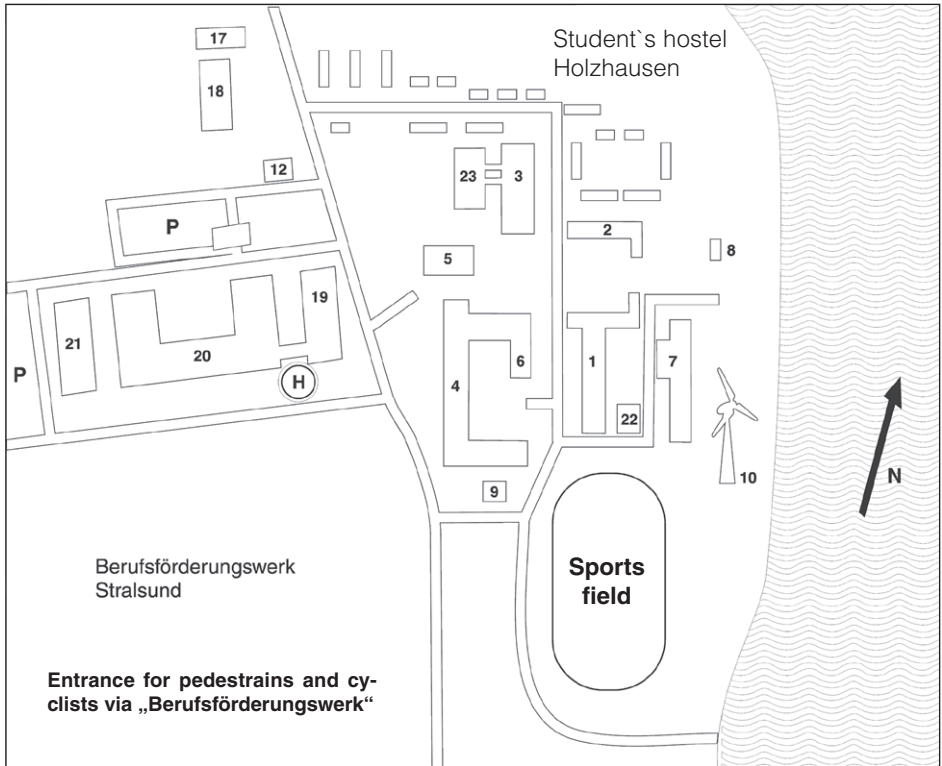 Student`s hostel
Holzhausen
17
18
12
P
23
3
2
8
5
19
21
20
P
H
4
6
1
7
22
9
10
N
Sports
field
Berufsförderungswerk
Stralsund
Entrance for pedestrains and cy-
clists via „Berufsförderungswerk“